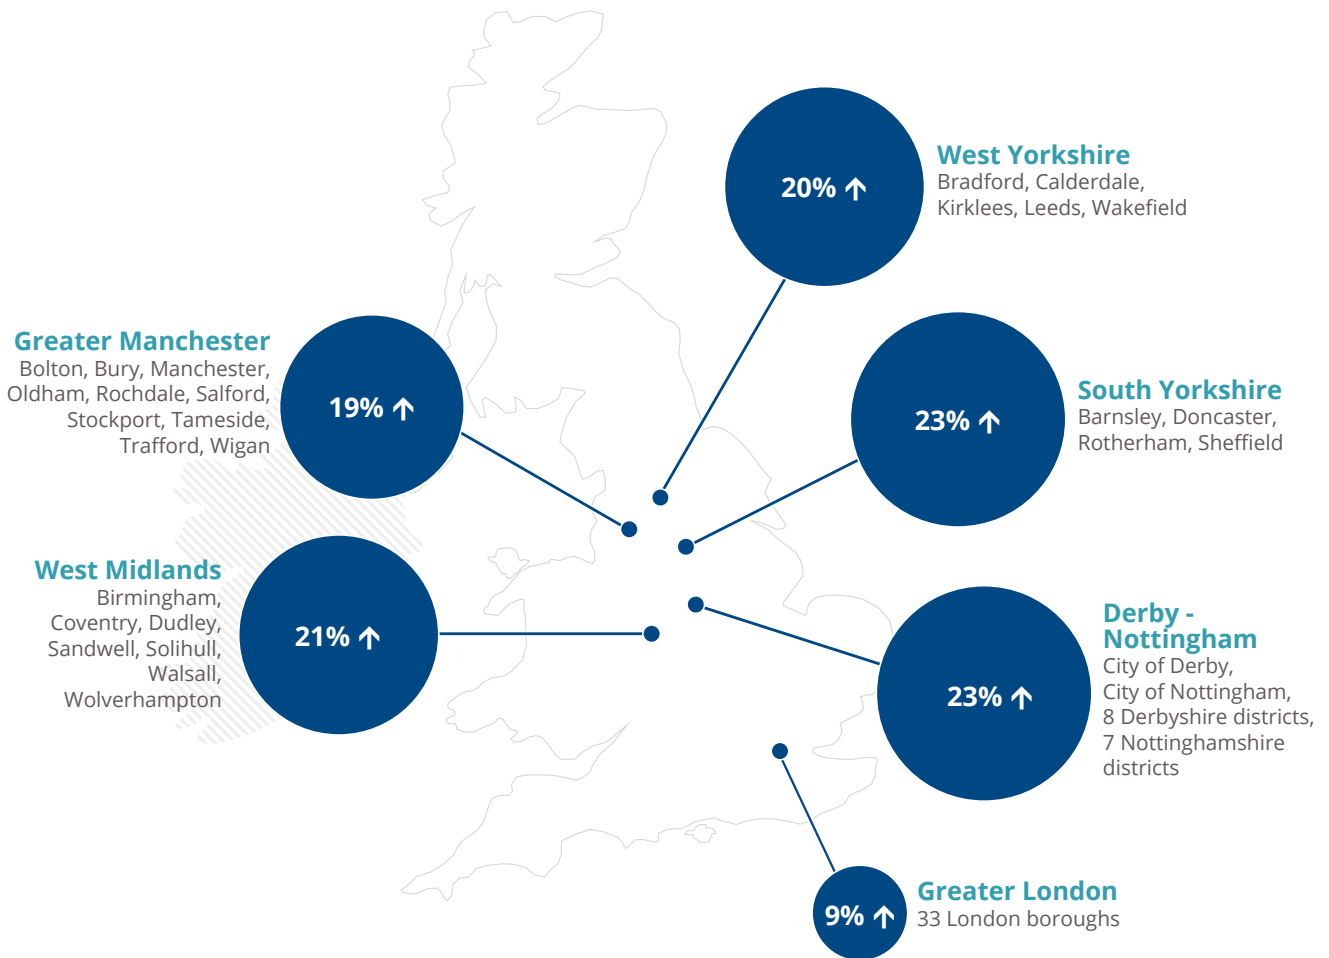 20% ↑
West Yorkshire
Bradford, Calderdale,
Kirklees, Leeds, Wakefield
Greater Manchester
Bolton, Bury, Manchester,
Oldham, Rochdale, Salford,
Stockport, Tameside,
Trafford, Wigan
19% ↑
23% ↑
South Yorkshire
Barnsley, Doncaster,
Rotherham, Sheffield
West Midlands
Birmingham,
Coventry, Dudley,
Sandwell, Solihull,
Walsall,
Wolverhampton
21% ↑
23% ↑
Derby -
Nottingham
City of Derby,
City of Nottingham,
8 Derbyshire districts,
7 Nottinghamshire
districts
9% ↑
Greater London
33 London boroughs